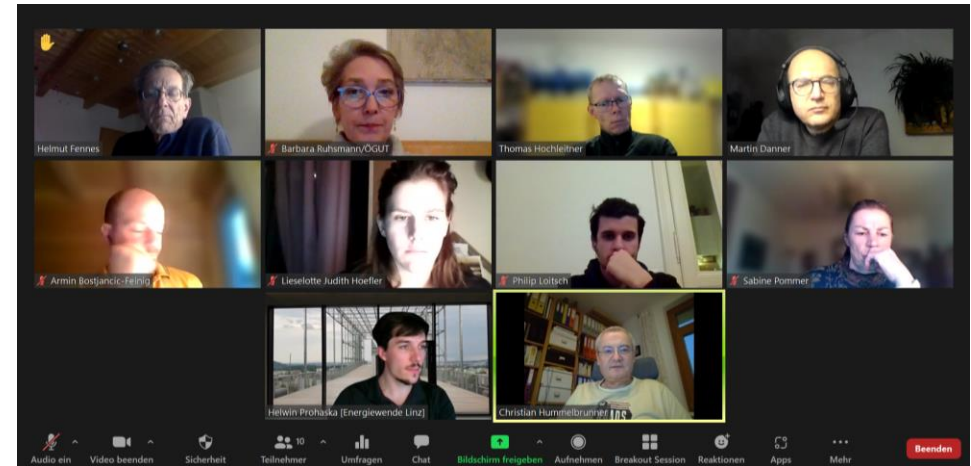 Helmut Fennes
Barbara Ruhsmann/ÖGUT
Thomas Hochleitner
Martin Danner
Armin Bostjancic-Feinig
Lieselotte Judith Hoefler
Philip Loitsch
Sabine Pommer
Helwin Prohaska [Energiewende Linz]
Christian Hummelbrunner
Audio ein
Video beenden
Sicherheit
10
Teilnehmer
Umfragen
Chat
Bildschirm freigeben
Aufnehmen
Breakout Session
Reaktionen
Apps
Mehr
Beenden